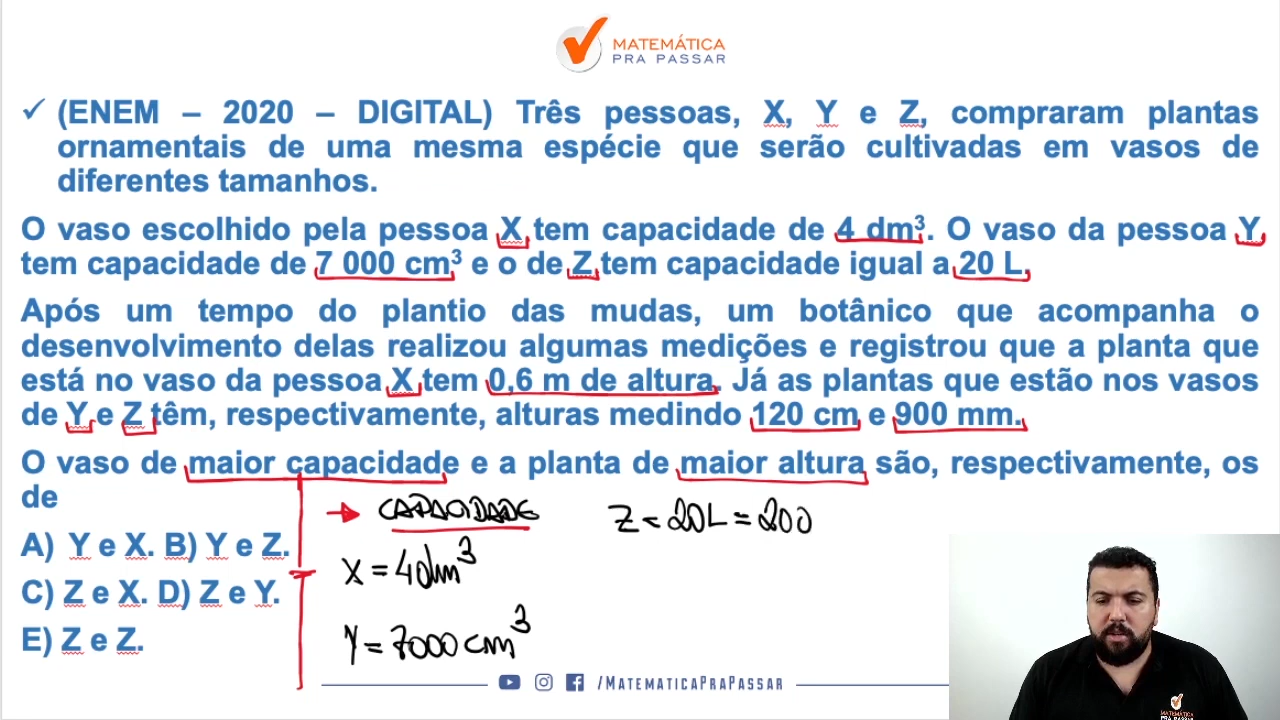 MATEMÁTICA
PRA PASSAR
✓ (ENEM – 2020 – DIGITAL) Três pessoas, X, Y e Z, compraram plantas
ornamentais de uma mesma espécie que serão cultivadas em vasos de
diferentes tamanhos.
O vaso escolhido pela pessoa X tem capacidade de 4 dm³. O vaso da pessoa Y
tem capacidade de 7 000 cm³ e o de Z tem capacidade igual a 20 L.
Após um tempo do plantio das mudas, um botânico que acompanha o
desenvolvimento delas realizou algumas medições e registrou que a planta que
está no vaso da pessoa X tem 0,6 m de altura. Já as plantas que estão nos vasos
de Y e Z têm, respectivamente, alturas medindo 120 cm e 900 mm.
O vaso de maior capacidade e a planta de maior altura são, respectivamente, os
de
A) Y e X. B) Y e Z.
C) Z e X. D) Z e Y.
E) Z e Z.
→ CAPACIDADE
X = 4dm³
Y = 7000 cm³
Z = 20L = 200
/MATEMATICAPRAPASSAR
MATEMÁTICA
PRA PASSAR